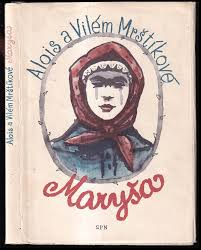 Alois a Vilém Mrštíkové
Maryša
SPN
Alois a Vilém Mrštíkové Maryša